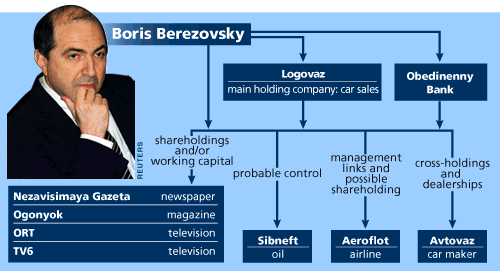 Boris Berezovsky
Logovaz
main holding company: car sales
Obedinenny
Bank
shareholdings
and/or
working capital
probable control
management
links and
possible
shareholding
cross-holdings
and
dealerships
REUTERS
Nezavisimaya Gazeta newspaper
Ogonyok magazine
ORT television
TV6 television
Sibneft
oil
Aeroflot
airline
Avtovaz
car maker